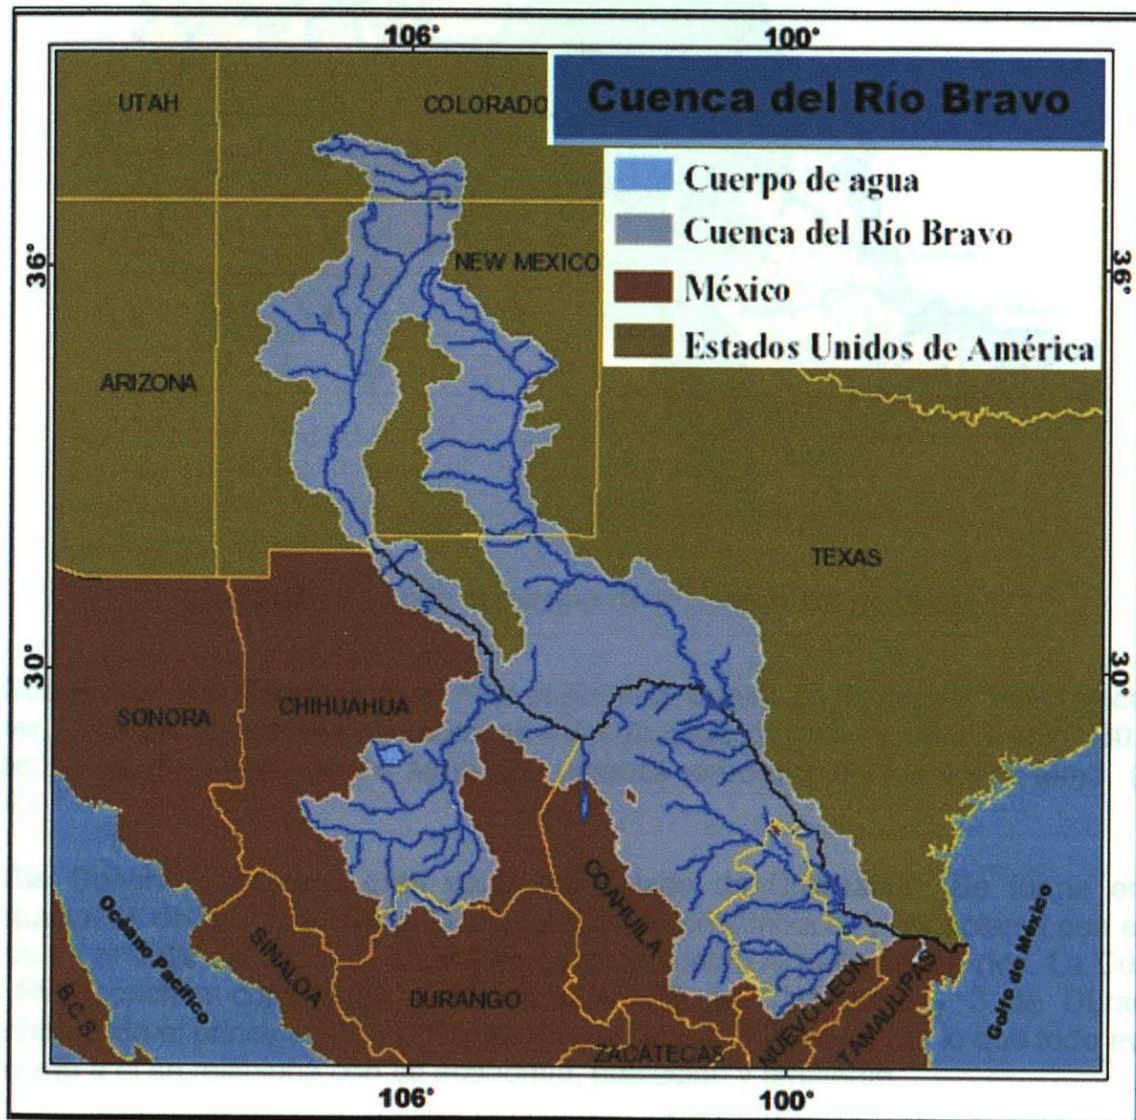 106°
100°
Cuenca del Río Bravo
UTAH
COLORADO
Cuerpo de agua
Cuenca del Río Bravo
NEW MEXICO
36°
36°
México
Estados Unidos de América
ARIZONA
TEXAS
30°
30°
SONORA
CHIHUAHUA
COAHUILA
Océano Pacífico
SINALOA
Golfo de México
B.C.S
DURANGO
NUEVO LEON
TAMAULIPAS
ZACATECAS
106°
100°